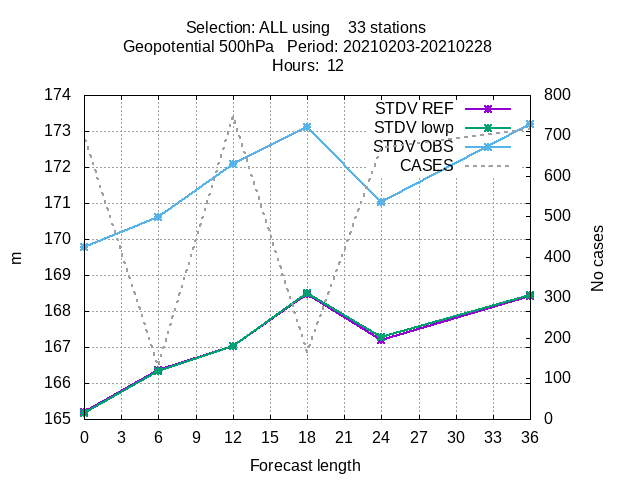 Selection: ALL using 33 stations
Geopotential 500hPa Period: 20210203-20210228
Hours: 12
174
173
172
171
170
169
168
167
166
165
m
800
700
600
500
400
300
200
100
0
No cases
STDV REF
STDV lowp
STDV OBS
CASES
0 3 6 9 12 15 18 21 24 27 30 33 36
Forecast length